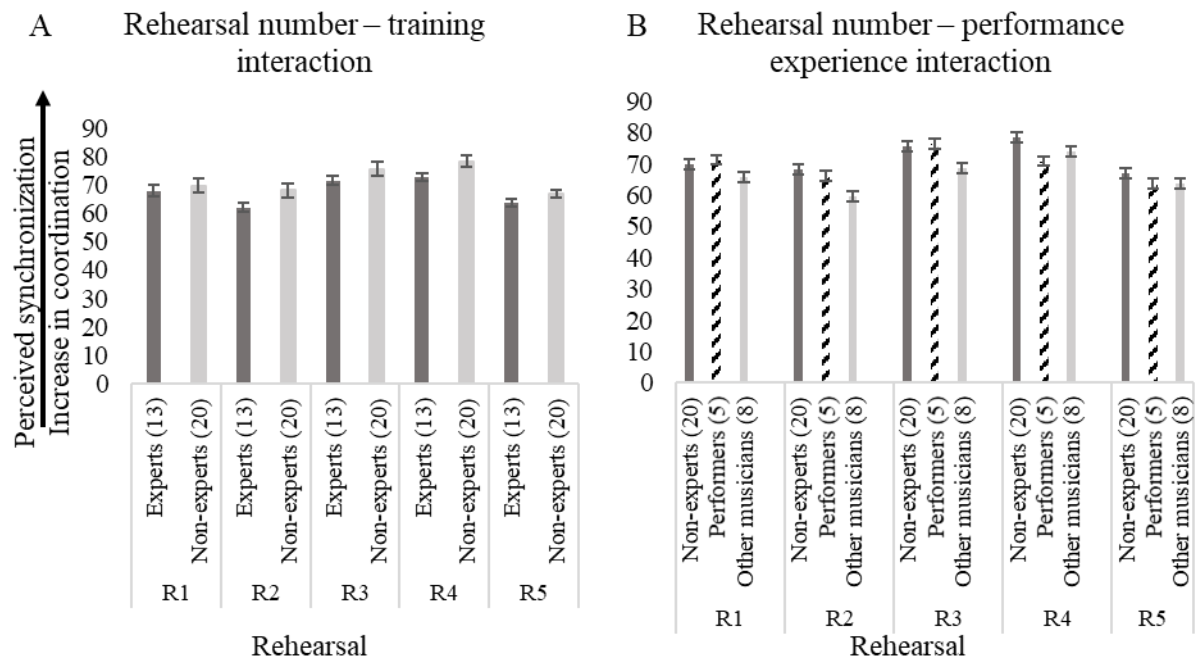 A
Rehearsal number – training
interaction
Perceived synchronization
Increase in coordination
90
80
70
60
50
40
30
20
10
0
Experts (13)
Non-experts (20)
Experts (13)
Non-experts (20)
Experts (13)
Non-experts (20)
Experts (13)
Non-experts (20)
Experts (13)
Non-experts (20)
R1
R2
R3
R4
R5
Rehearsal
B
Rehearsal number – performance
experience interaction
90
80
70
60
50
40
30
20
10
0
Non-experts (20)
Performers (5)
Other musicians (8)
Non-experts (20)
Performers (5)
Other musicians (8)
Non-experts (20)
Performers (5)
Other musicians (8)
Non-experts (20)
Performers (5)
Other musicians (8)
Non-experts (20)
Performers (5)
Other musicians (8)
R1
R2
R3
R4
R5
Rehearsal